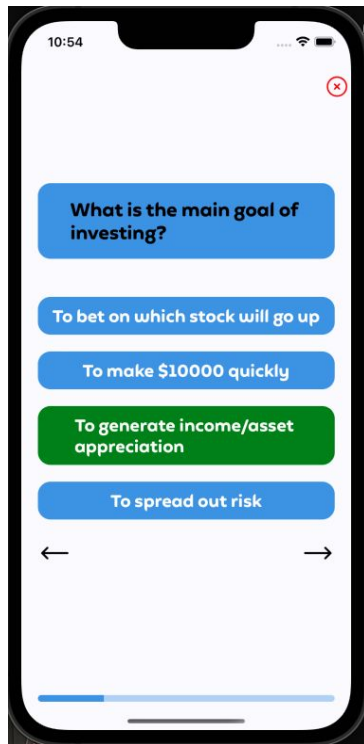 10:54
What is the main goal of
investing?
To bet on which stock will go up
To make $10000 quickly
To generate income/asset
appreciation
To spread out risk